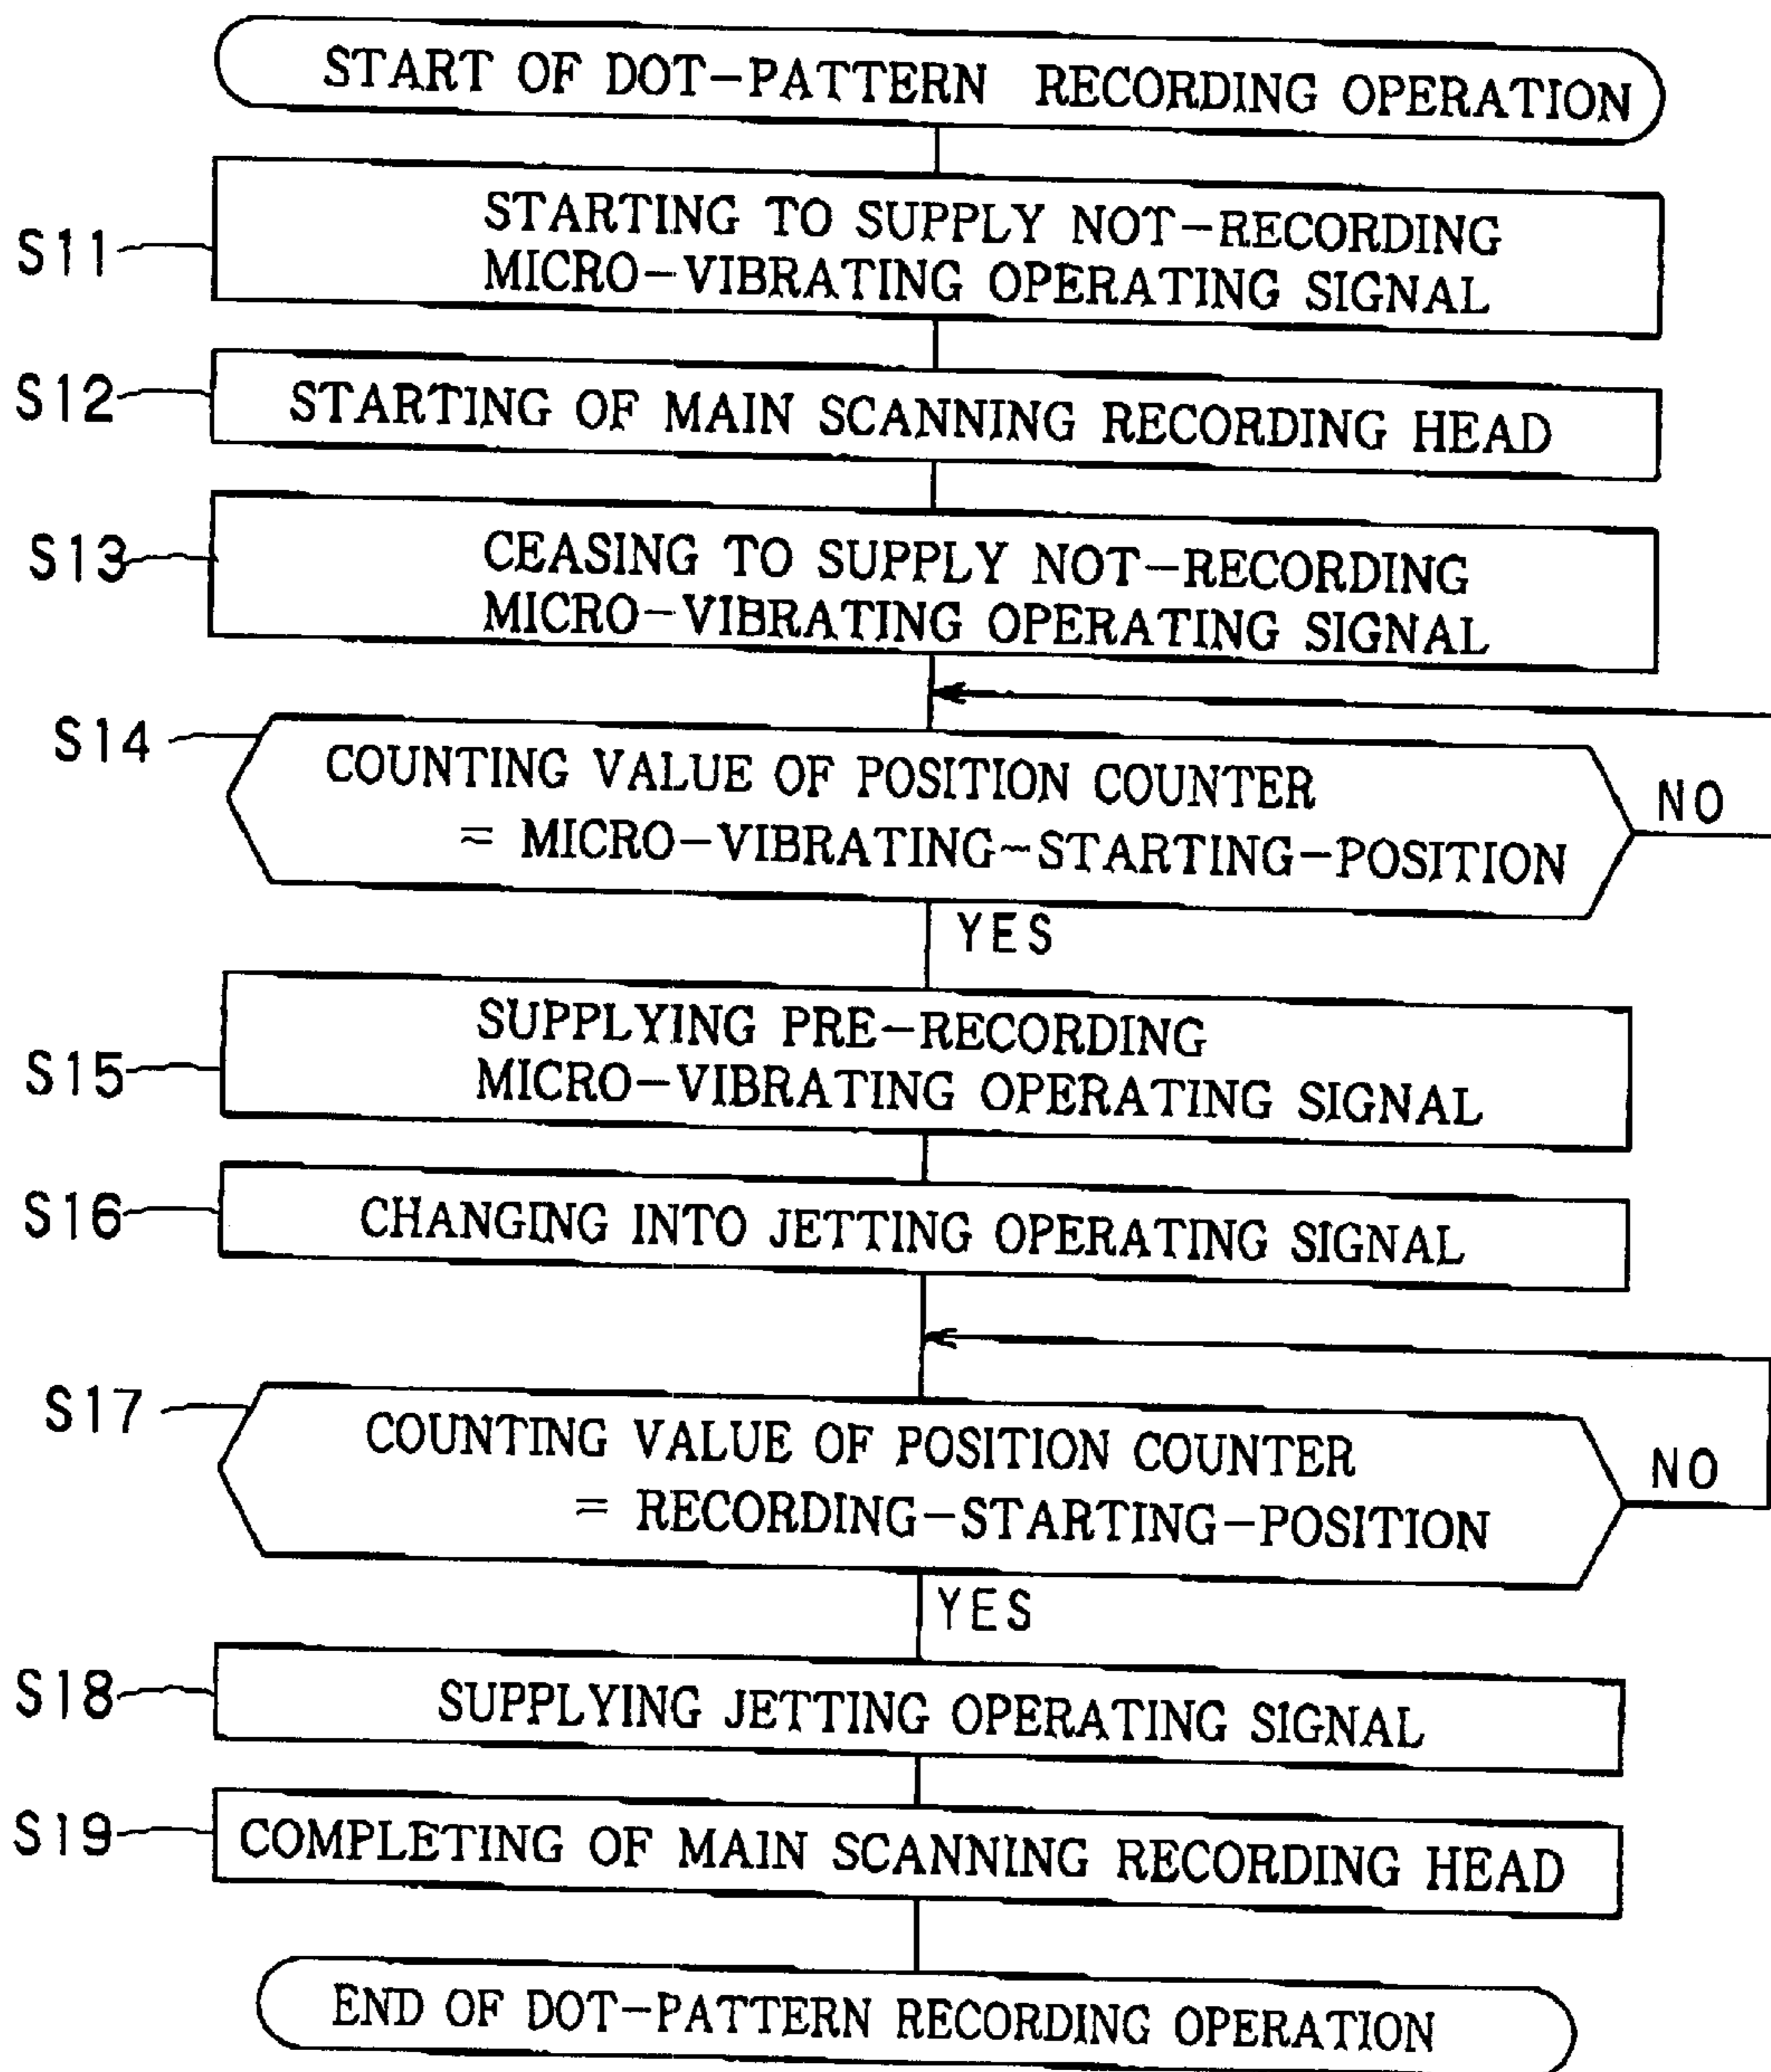 START OF DOT-PATTERN RECORDING OPERATION
S11
STARTING TO SUPPLY NOT-RECORDING
MICRO-VIBRATING OPERATING SIGNAL
S12
STARTING OF MAIN SCANNING RECORDING HEAD
S13
CEASING TO SUPPLY NOT-RECORDING
MICRO-VIBRATING OPERATING SIGNAL
S14
COUNTING VALUE OF POSITION COUNTER
= MICRO-VIBRATING-STARTING-POSITION
NO
YES
S15
SUPPLYING PRE-RECORDING
MICRO-VIBRATING OPERATING SIGNAL
S16
CHANGING INTO JETTING OPERATING SIGNAL
S17
COUNTING VALUE OF POSITION COUNTER
= RECORDING-STARTING-POSITION
NO
YES
S18
SUPPLYING JETTING OPERATING SIGNAL
S19
COMPLETING OF MAIN SCANNING RECORDING HEAD
END OF DOT-PATTERN RECORDING OPERATION